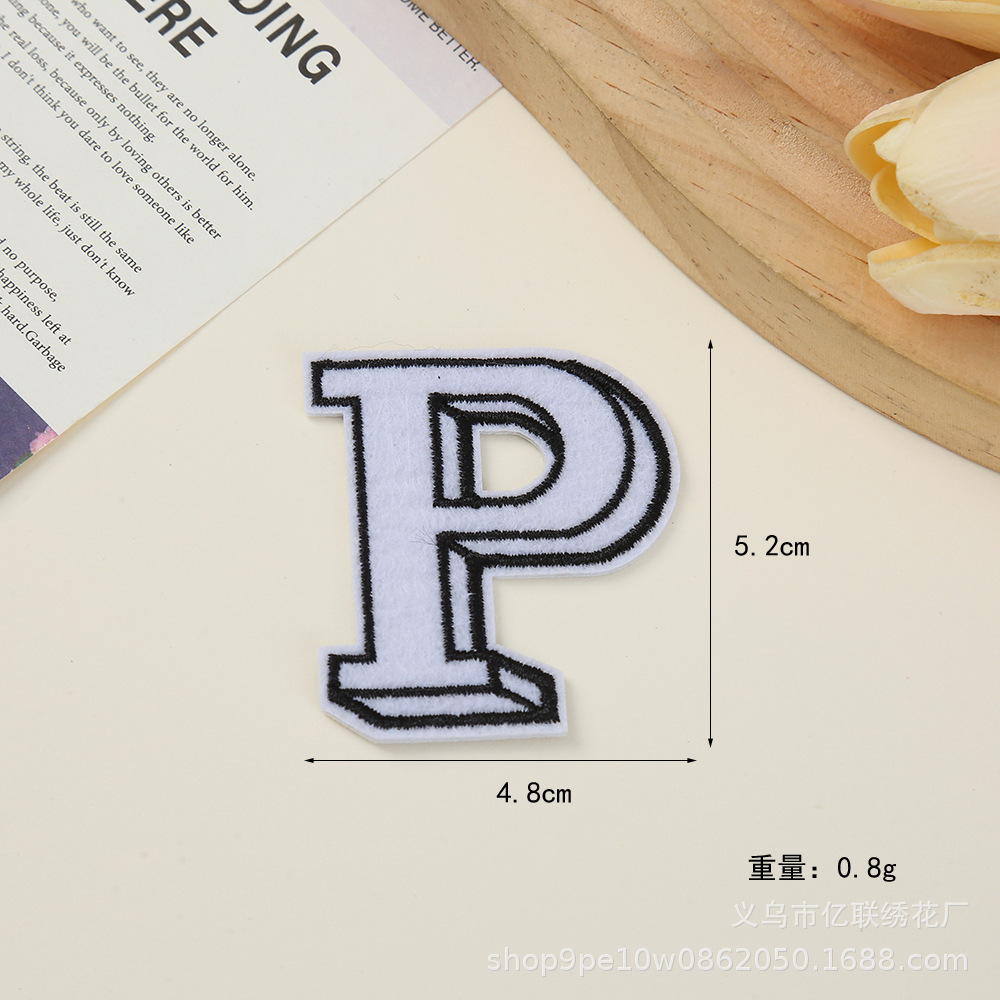 DING
ERE
OME BETTER.
who want to see, they are no longer alone.
one, you will be the bullet for the world for him.
ing because it expresses nothing.
he real loss, because only by loving others is better
I don't think you dare to love someone like
string, the beat is still the same
my whole life, just don't know
d no purpose,
happiness left at
hard.Garbage
P
5.2cm
4.8cm
重量：0.8g
义乌市亿联绣花厂
shop9pe10w0862050.1688.com